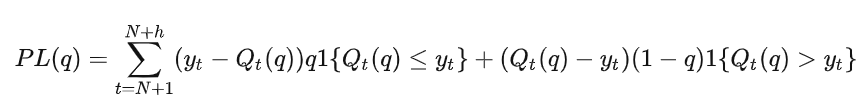 $PL(q) = \sum_{t=N+1}^{N+h} (y_t - Q_t(q))q1\{Q_t(q) \leq y_t\} + (Q_t(q) - y_t)(1 - q)1\{Q_t(q) > y_t\}$